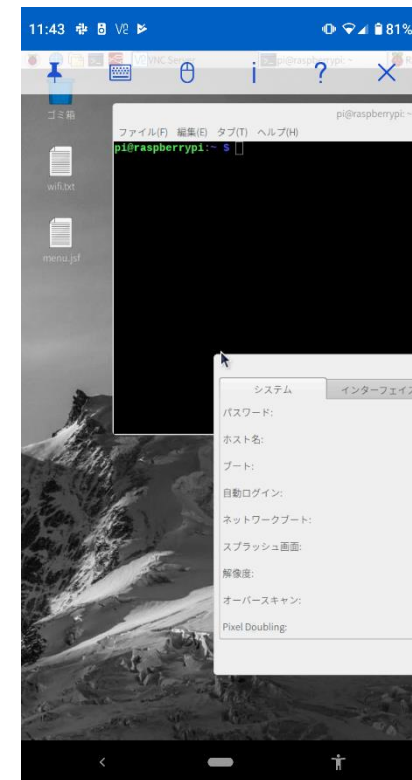 11:43 81%
VNC Server pi@raspberrypi: ~
ゴミ箱
pi@raspberrypi: ~
ファイル(F) 編集(E) タブ(T) ヘルプ(H)
pi@raspberrypi:~ $
wifi.txt
menu.jsf
システム インターフェイス
パスワード:
ホスト名:
ブート:
自動ログイン:
ネットワークブート:
スプラッシュ画面:
解像度:
オーバースキャン:
Pixel Doubling: